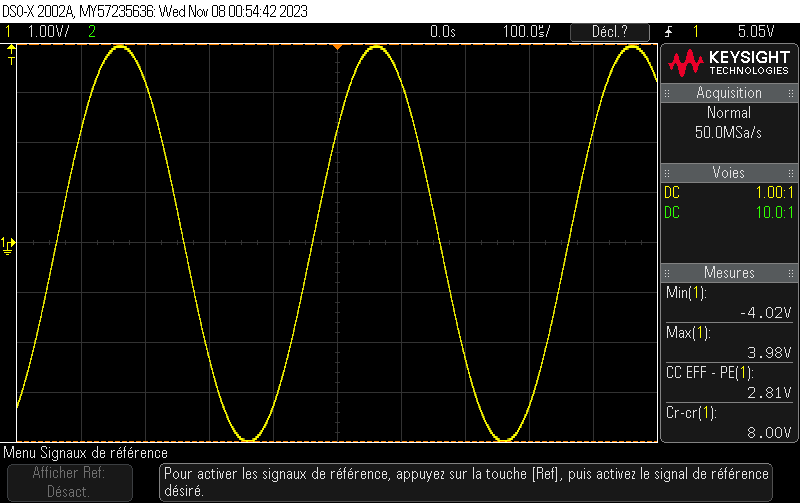 DSO-X 2002A, MY57235636: Wed Nov 08 00:54:42 2023
1 1.00V/ 2 0.0s 100.0µs/ Décl.? 1 5.05V
T
KEYSIGHT
TECHNOLOGIES
Acquisition
Normal
50.0MSa/s
Voies
DC 1.00:1
DC 10.0:1
1
Mesures
Min(1):
-4.02V
Max(1):
3.98V
CC EFF - PE(1):
2.81V
Cr-cr(1):
8.00V
Menu Signaux de référence
Afficher Ref:
Désact.
Pour activer les signaux de référence, appuyez sur la touche [Ref], puis activez le signal de référence
désiré.